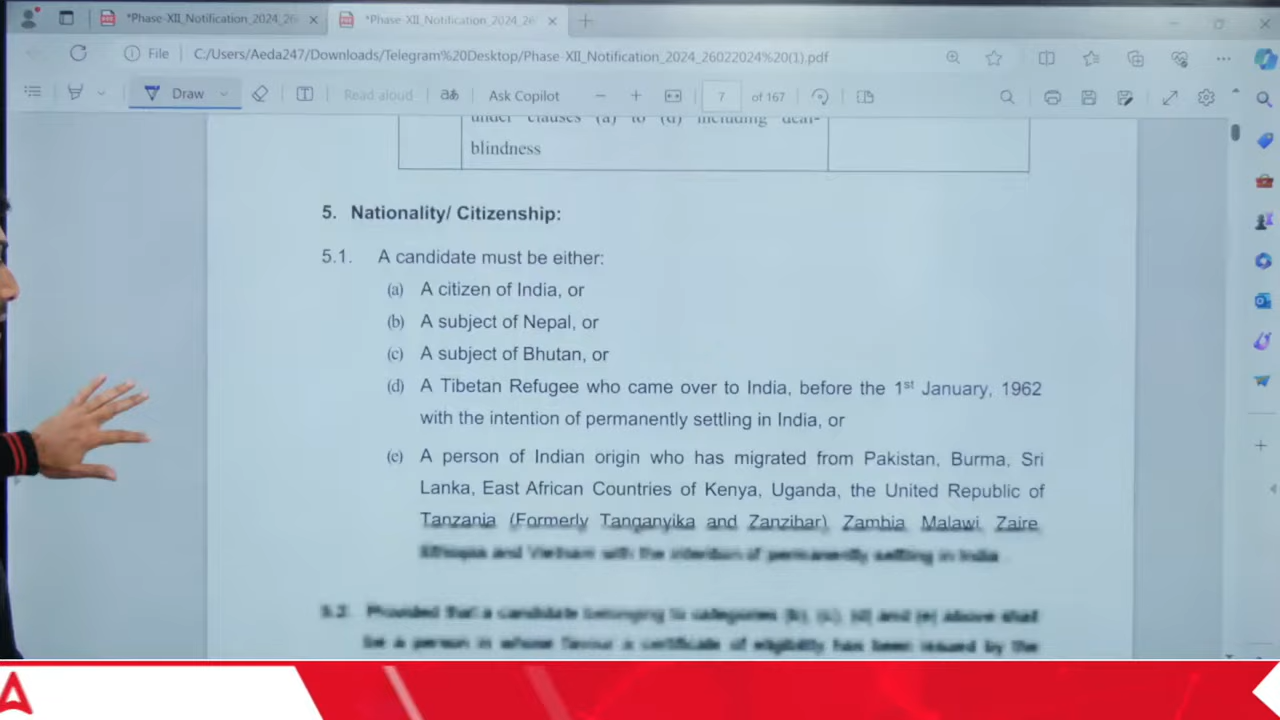 *Phase-XII_Notification_2024_26
*Phase-XII_Notification_2024_26
File C:/Users/Aeda247/Downloads/Telegram%20Desktop/Phase-XII_Notification_2024_26022024%20(1).pdf
Draw Read aloud aあ Ask Copilot 7 of 167
under clauses (a) to (d) including deaf-
blindness
5. Nationality/ Citizenship:
5.1. A candidate must be either:
(a) A citizen of India, or
(b) A subject of Nepal, or
(c) A subject of Bhutan, or
(d) A Tibetan Refugee who came over to India, before the 1st January, 1962
with the intention of permanently settling in India, or
(e) A person of Indian origin who has migrated from Pakistan, Burma, Sri
Lanka, East African Countries of Kenya, Uganda, the United Republic of
Tanzania (Formerly Tanganyika and Zanzibar), Zambia, Malawi, Zaire,
Ethiopia and Vietnam with the intention of permanently settling in India.
5.2. Provided that a candidate belonging to categories (b), (c), (d) and (e) above shall
be a person in whose favour a certificate of eligibility has been issued by the